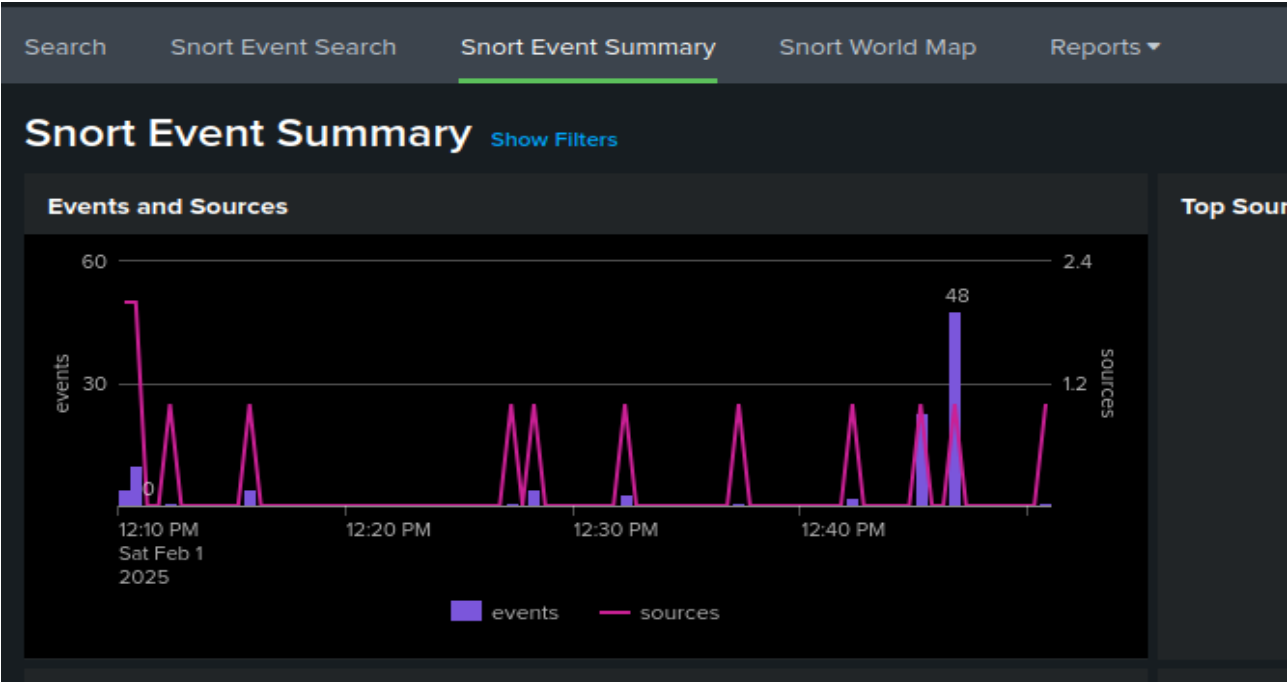 Search Snort Event Search Snort Event Summary Snort World Map Reports
Snort Event Summary Show Filters
Events and Sources
Top Sour
60
2.4
48
events
30
1.2
sources
0
12:10 PM 12:20 PM 12:30 PM 12:40 PM
Sat Feb 1
2025
events sources